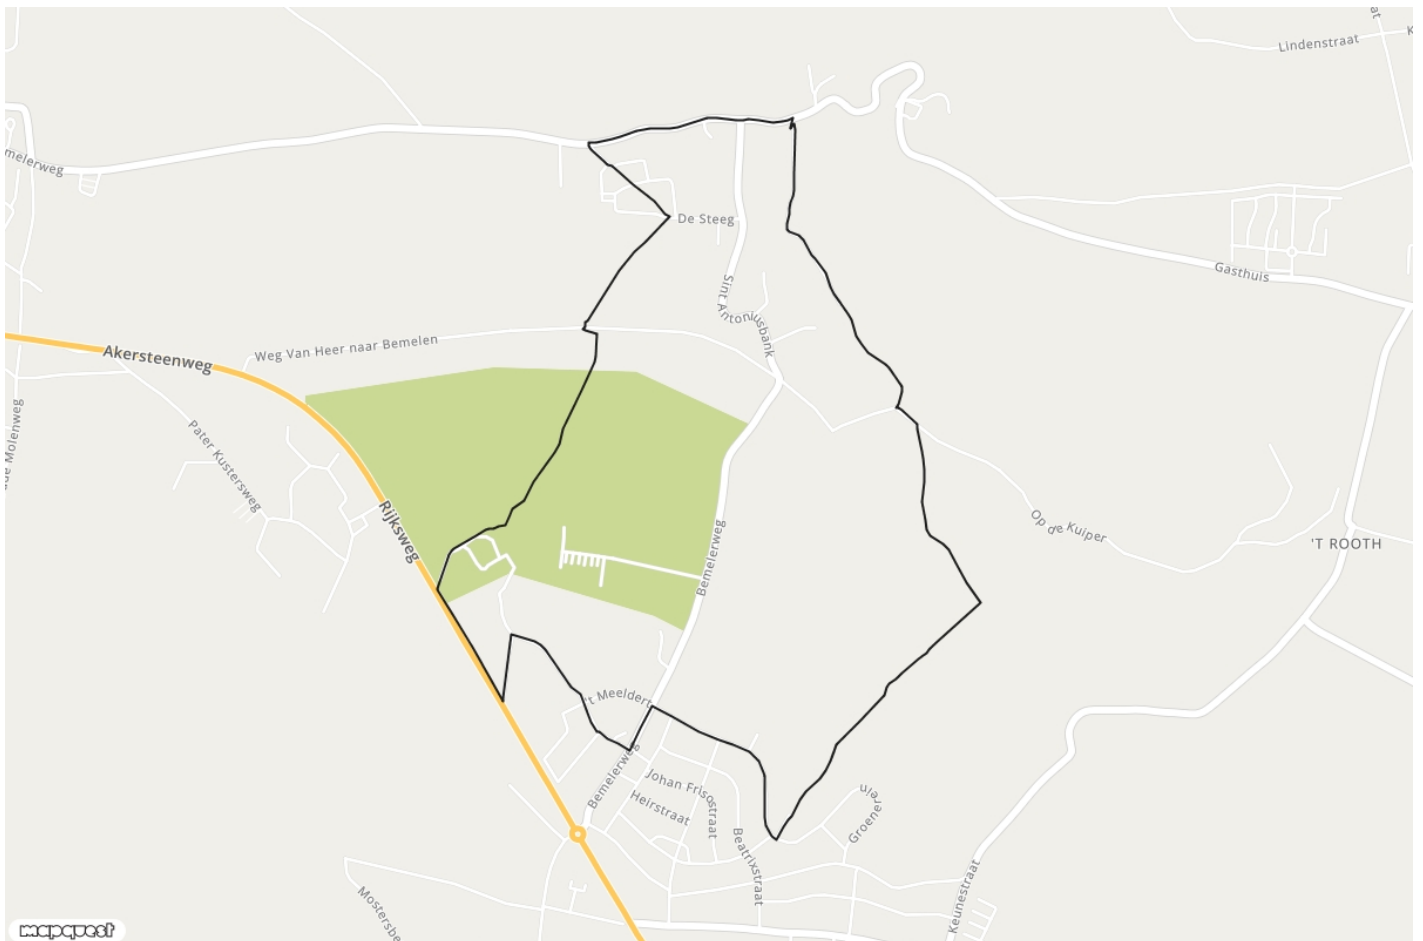 Lindenstraat
K
at
melerweg
De Steeg
Gasthuis
Sint Antoniusbank
Weg Van Heer naar Bemelen
Akersteenweg
Pater Kustersweg
Rijksweg
Bemelerweg
Op de Kuiper
'T ROOTH
't Meeldert
Bemelerweg
Johan Frisostraat
Heirstraat
Beatrixstraat
Groenerein
Keunestraat
Mostersbe
mapquest